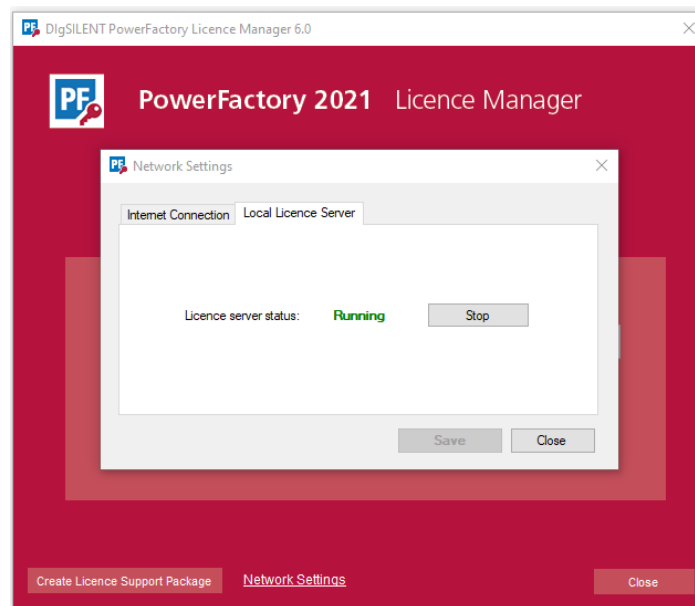 DIgSILENT PowerFactory Licence Manager 6.0
PF
PowerFactory 2021 Licence Manager
Network Settings
Internet Connection Local Licence Server
Licence server status: Running Stop
Save Close
Create Licence Support Package Network Settings Close